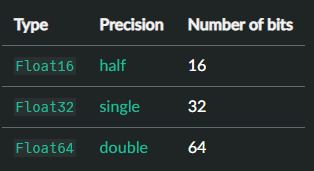 Type Precision Number of bits
Float16 half 16
Float32 single 32
Float64 double 64